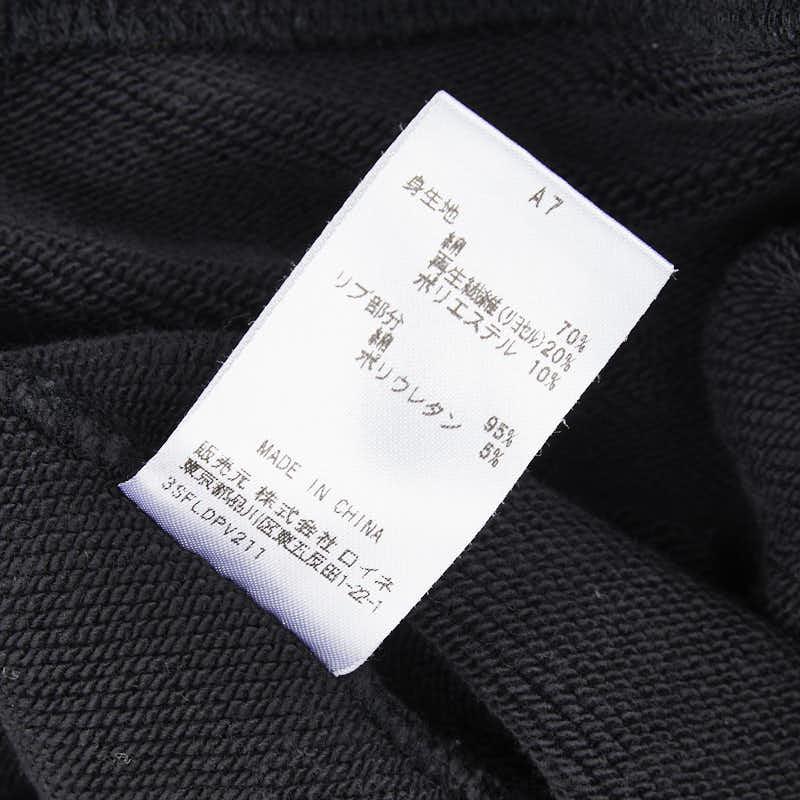 A7
身生地
綿 70%
再生繊維(リヨセル)20%
ポリエステル 10%
リブ部分
綿 95%
ポリウレタン 5%
MADE IN CHINA
販売元 株式会社ロイネ
東京都品川区東五反田1-22-1
3SFLDPV211